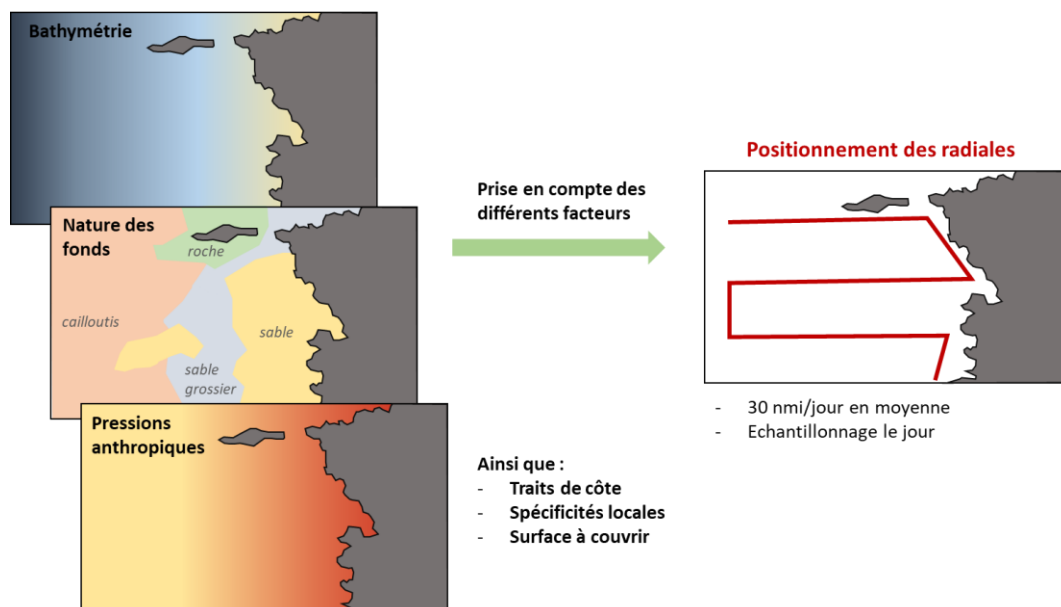 Bathymétrie
Nature des
fonds
roche
cailloutis
sable
sable
grossier
Pressions
anthropiques
Prise en compte des
différents facteurs
Ainsi que :
- Traits de côte
- Spécificités locales
- Surface à couvrir
Positionnement des radiales
- 30 nmi/jour en moyenne
- Echantillonnage le jour